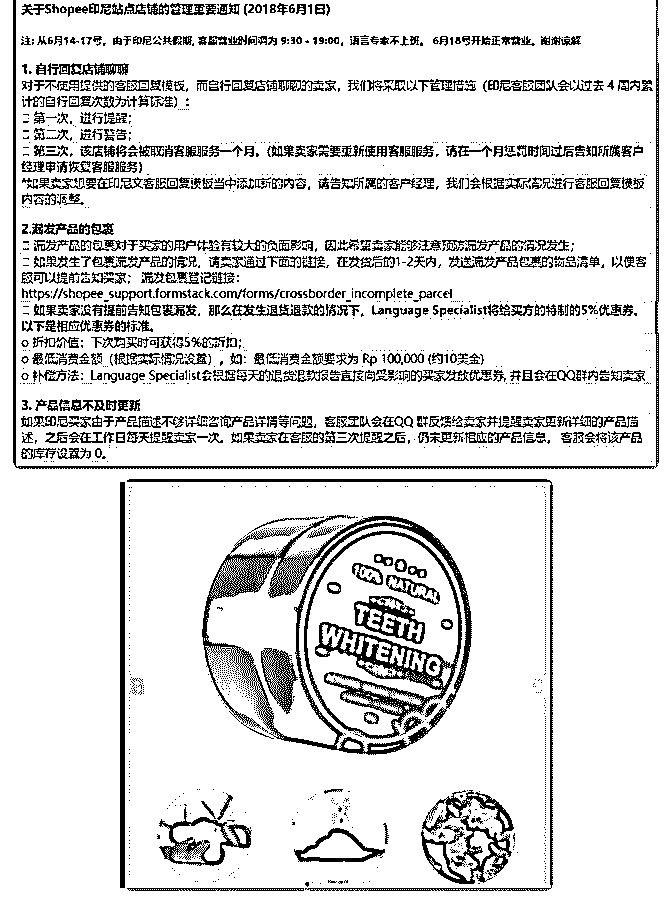 关于Shopee印尼站点店铺的管理重要通知 (2018年6月1日)
注: 从6月14-17号，由于印尼公共假期, 客服营业时间调为 9:30 - 19:00，语言专家不上班。 6月18号开始正常营业。谢谢谅解
1. 自行回复店铺聊聊
对于不使用提供的客服回复模板，而自行回复店铺聊聊的卖家，我们将采取以下管理措施（印尼客服团队会以过去 4 周内累
计的自行回复次数为计算标准）:
第一次，进行提醒;
第二次，进行警告;
第三次，该店铺将会被取消客服服务一个月。(如果卖家需要重新使用客服服务，请在一个月惩罚时间过后告知所属客户
经理申请恢复客服服务)
*如果卖家想要在印尼文客服回复模板当中添加新的内容，请告知所属的客户经理，我们会根据实际情况进行客服回复模板
内容的调整。
2.漏发产品的包裹
漏发产品的包裹对于买家的用户体验有较大的负面影响，因此希望卖家能够注意预防漏发产品的情况发生;
如果发生了包裹漏发产品的情况，请卖家通过下面的链接，在发货后的1-2天内，发送漏发产品包裹的物品清单，以便客
服可以提前告知买家; 漏发包裹登记链接:
https://shopee_support.formstack.com/forms/crossborder_incomplete_parcel
如果卖家没有提前告知包裹漏发，那么在发生退货退款的情况下，Language Specialist将给买方的特制的5%优惠券。
以下是相应优惠券的标准。
o 折扣价值: 下次购买时可获得5%的折扣;
o 最低消费金额（根据实际情况设置），如: 最低消费金额要求为 Rp 100,000 (约10美金)
o 补偿方法: Language Specialist会根据每天的退货退款报告直接向受影响的买家发放优惠券, 并且会在QQ群内告知卖家
3. 产品信息不及时更新
如果印尼买家由于产品描述不够详细咨询产品详情等问题，客服团队会在QQ 群反馈给卖家并提醒卖家更新详细的产品描
述，之后会在工作日每天提醒卖家一次。如果卖家在客服的第三次提醒之后，仍未更新相应的产品信息， 客服会将该产品
的库存设置为 0。
100% NATURAL
TEETH
WHITENING